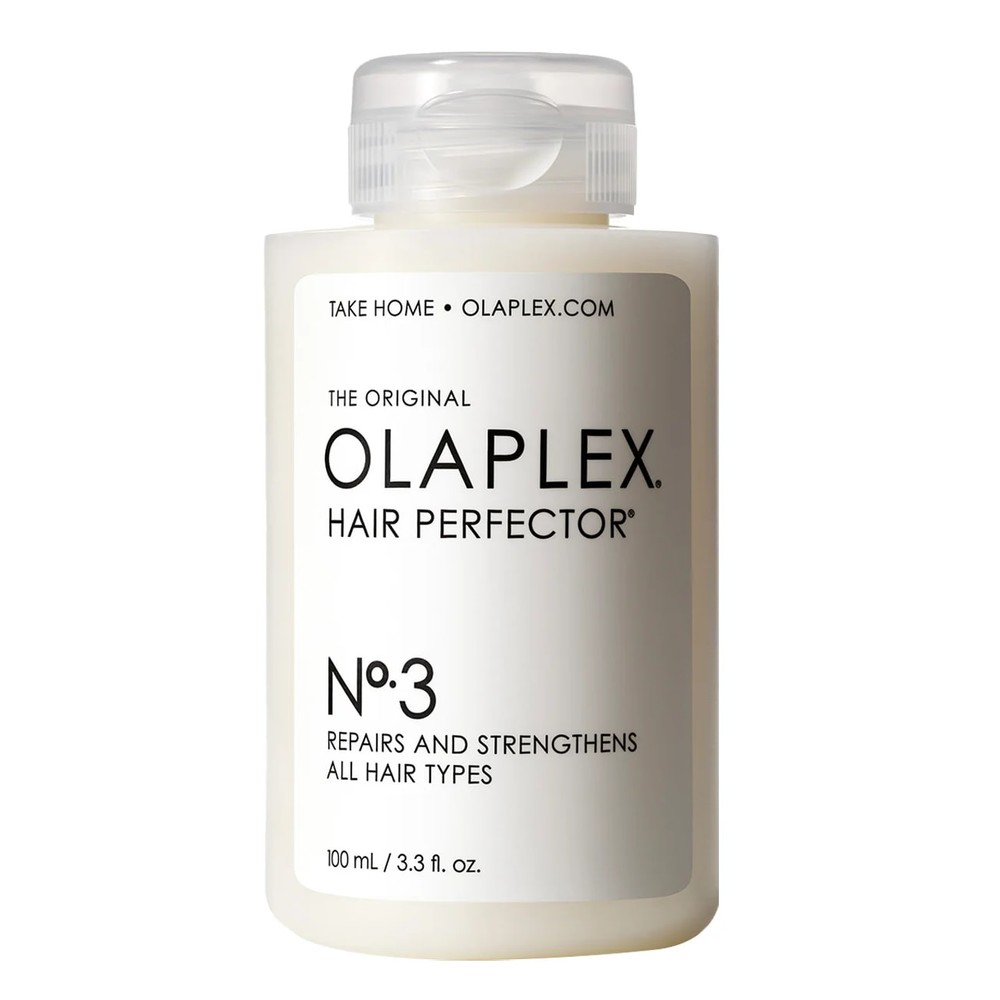 TAKE HOME • OLAPLEX.COM
THE ORIGINAL
OLAPLEX®
HAIR PERFECTOR®
Nº.3
REPAIRS AND STRENGTHENS
ALL HAIR TYPES
100 mL / 3.3 fl. oz.